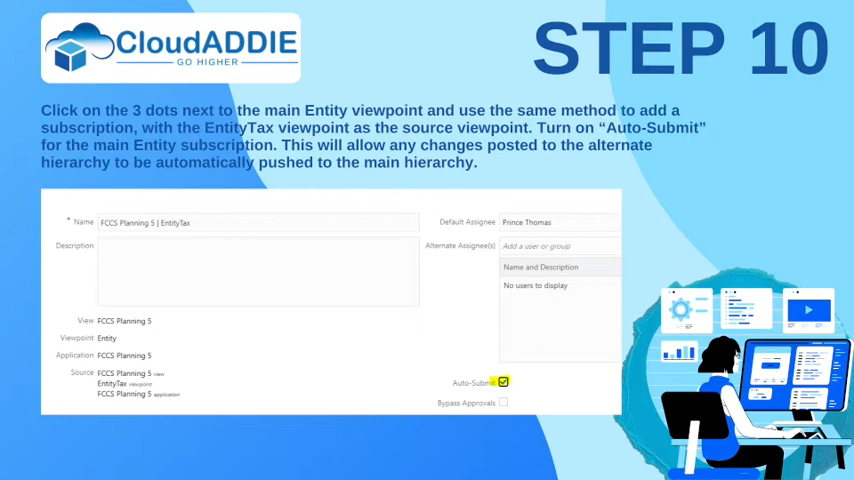 CloudADDIE
GO HIGHER
STEP 10
Click on the 3 dots next to the main Entity viewpoint and use the same method to add a
subscription, with the EntityTax viewpoint as the source viewpoint. Turn on “Auto-Submit”
for the main Entity subscription. This will allow any changes posted to the alternate
hierarchy to be automatically pushed to the main hierarchy.
* Name FCCS Planning 5 | EntityTax
Description
View FCCS Planning 5
Viewpoint Entity
Application FCCS Planning 5
Source FCCS Planning 5 view
EntityTax viewpoint
FCCS Planning 5 application
Default Assignee Prince Thomas
Alternate Assignee(s) Add a user or group
Name and Description
No users to display
Auto-Submit
Bypass Approvals